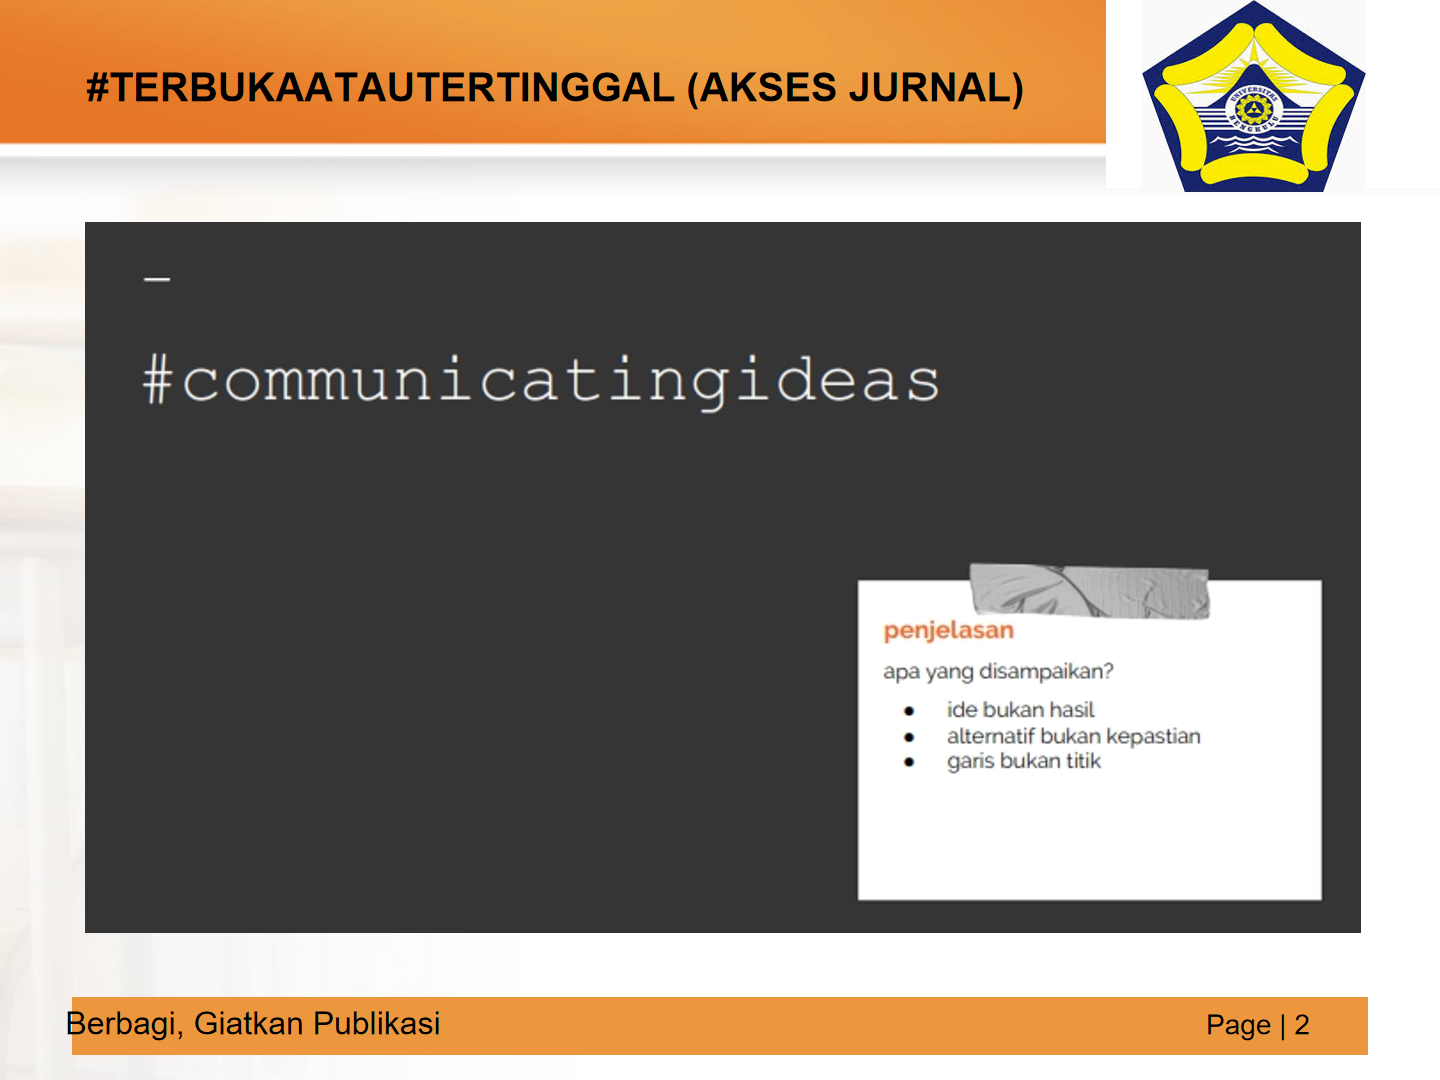 #TERBUKAATAUTERTINGGAL (AKSES JURNAL)
UNIVERSITAS
BENGKULU
#communicatingideas
penjelasan
apa yang disampaikan?
● ide bukan hasil
● alternatif bukan kepastian
● garis bukan titik
Berbagi, Giatkan Publikasi
Page | 2